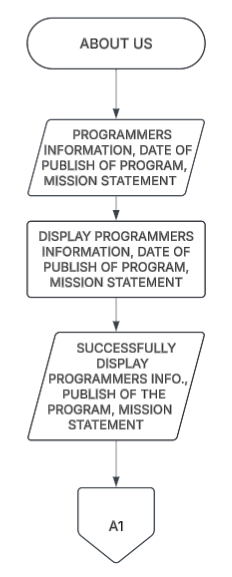 ABOUT US
PROGRAMMERS
INFORMATION, DATE OF
PUBLISH OF PROGRAM,
MISSION STATEMENT
DISPLAY PROGRAMMERS
INFORMATION, DATE OF
PUBLISH OF PROGRAM,
MISSION STATEMENT
SUCCESSFULLY
DISPLAY
PROGRAMMERS INFO.,
PUBLISH OF THE
PROGRAM, MISSION
STATEMENT
A1